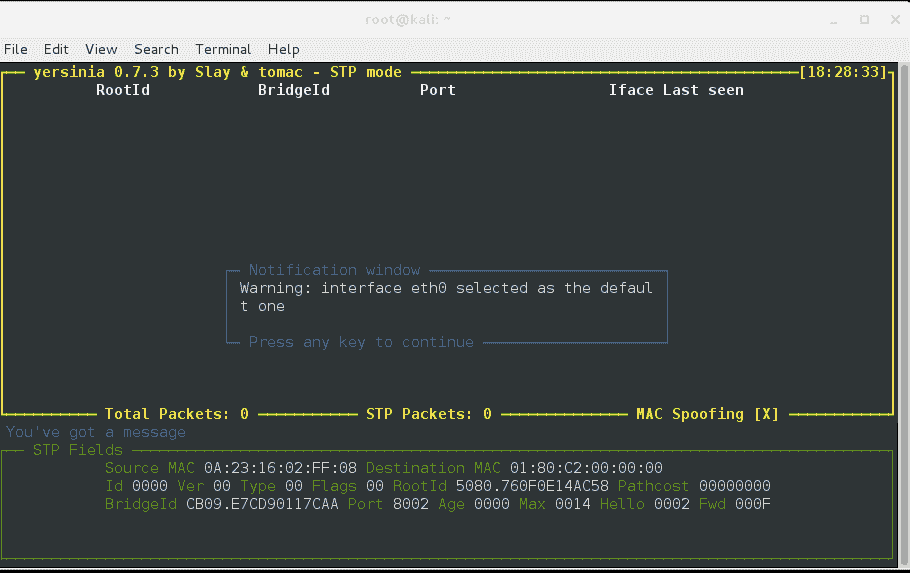 root@kali: ~
File Edit View Search Terminal Help
yersinia 0.7.3 by Slay & tomac - STP mode [18:28:33]
RootId BridgeId Port Iface Last seen
Notification window
Warning: interface eth0 selected as the defaul
t one
Press any key to continue
Total Packets: 0 STP Packets: 0 MAC Spoofing [X]
You've got a message
STP Fields
Source MAC 0A:23:16:02:FF:08 Destination MAC 01:80:C2:00:00:00
Id 0000 Ver 00 Type 00 Flags 00 RootId 5080.760F0E14AC58 Pathcost 00000000
BridgeId CB09.E7CD90117CAA Port 8002 Age 0000 Max 0014 Hello 0002 Fwd 000F